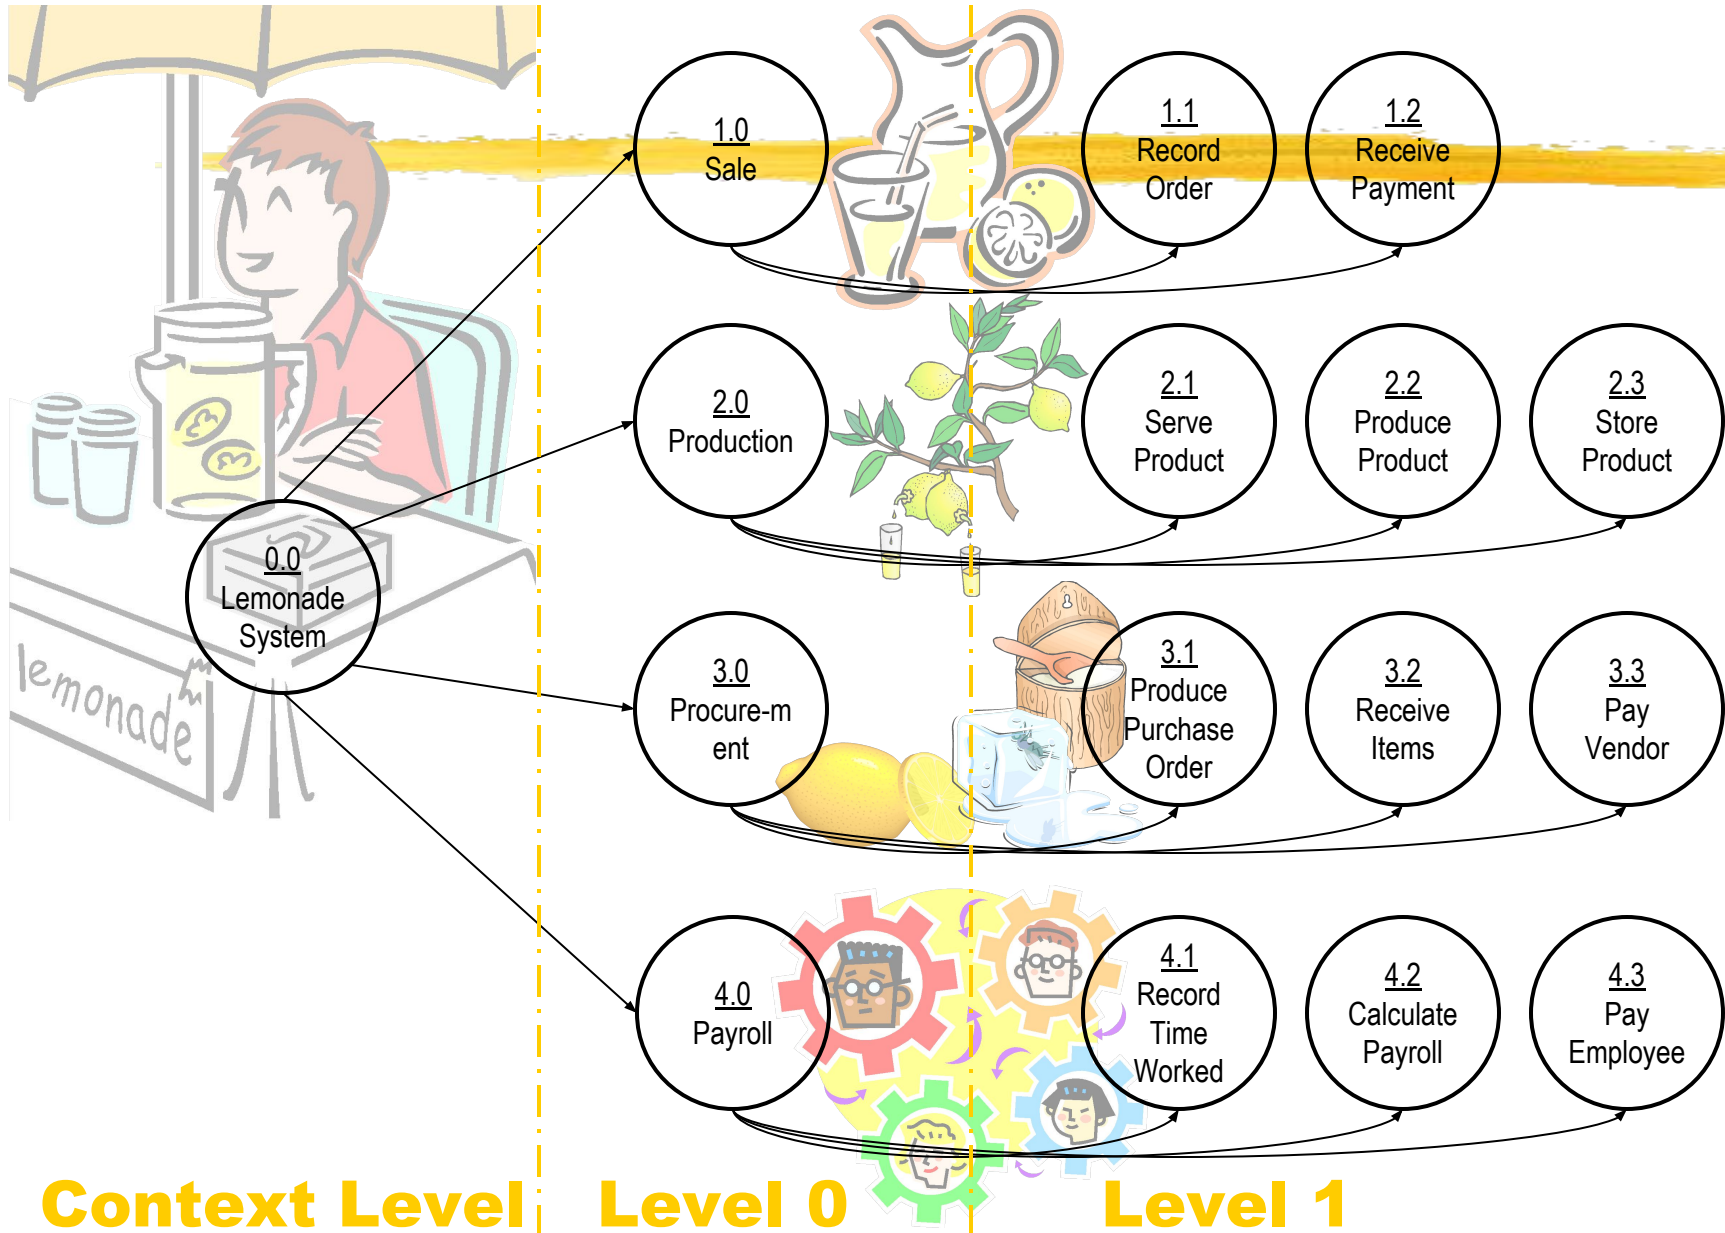 1.0
Sale
1.1
Record
Order
1.2
Receive
Payment
2.0
Production
2.1
Serve
Product
2.2
Produce
Product
2.3
Store
Product
0.0
Lemonade
System
lemonade
3.0
Procure-m
ent
3.1
Produce
Purchase
Order
3.2
Receive
Items
3.3
Pay
Vendor
4.0
Payroll
4.1
Record
Time
Worked
4.2
Calculate
Payroll
4.3
Pay
Employee
Context Level
Level 0
Level 1